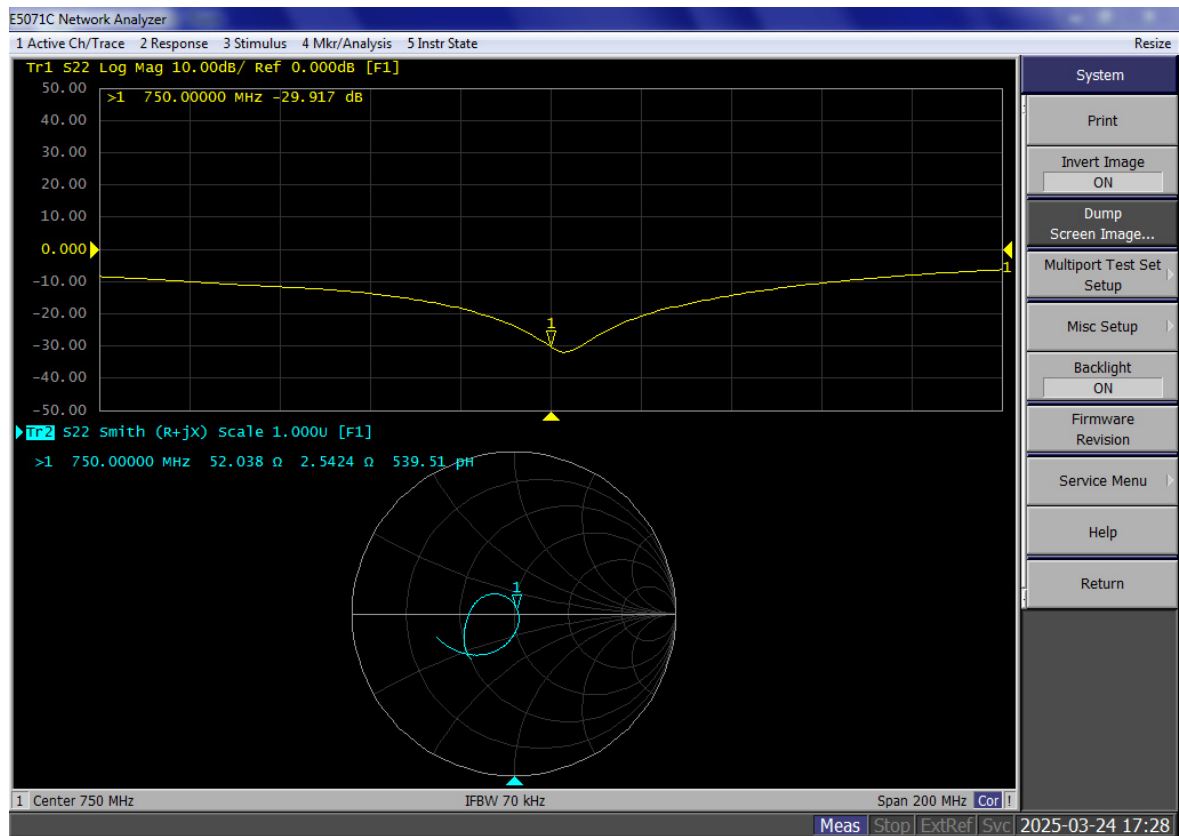 E5071C Network Analyzer
1 Active Ch/Trace 2 Response 3 Stimulus 4 Mkr/Analysis 5 Instr State Resize
Tr1 S22 Log Mag 10.00dB/ Ref 0.000dB [F1]
50.00
>1 750.00000 MHz -29.917 dB
40.00
30.00
20.00
10.00
0.000
-10.00
-20.00
-30.00
-40.00
-50.00
1
1
Tr2 S22 Smith (R+jX) Scale 1.000U [F1]
>1 750.00000 MHz 52.038 Ω 2.5424 Ω 539.51 pH
1
1 Center 750 MHz IFBW 70 kHz Span 200 MHz Cor !
Meas Stop ExtRef Svc 2025-03-24 17:28
System
Print
Invert Image
ON
Dump
Screen Image...
Multiport Test Set
Setup
Misc Setup
Backlight
ON
Firmware
Revision
Service Menu
Help
Return